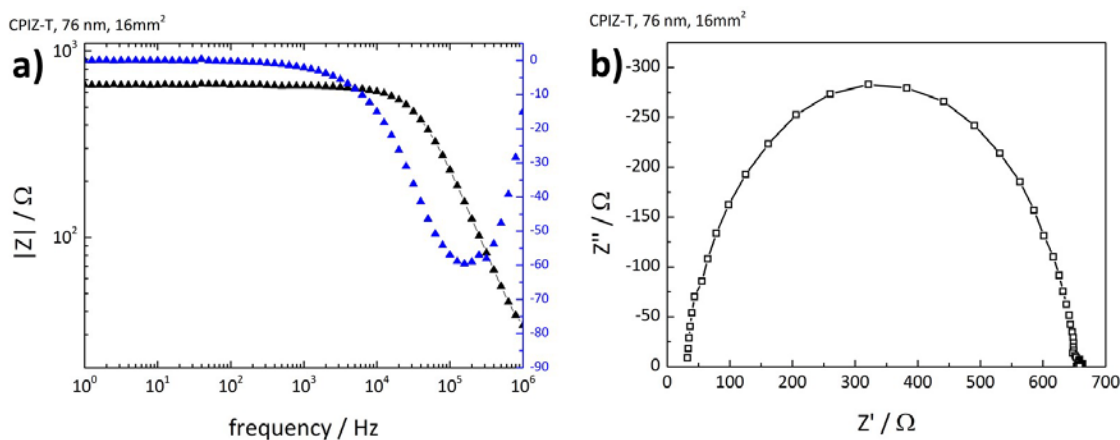 CPIZ-T, 76 nm, 16mm²
a)
10³
10²
|Z| / Ω
0
-10
-20
-30
-40
-50
-60
-70
-80
-90
10⁰ 10¹ 10² 10³ 10⁴ 10⁵ 10⁶
frequency / Hz
CPIZ-T, 76 nm, 16mm²
b)
-300
-250
-200
-150
-100
-50
0
Z'' / Ω
0 100 200 300 400 500 600 700
Z' / Ω